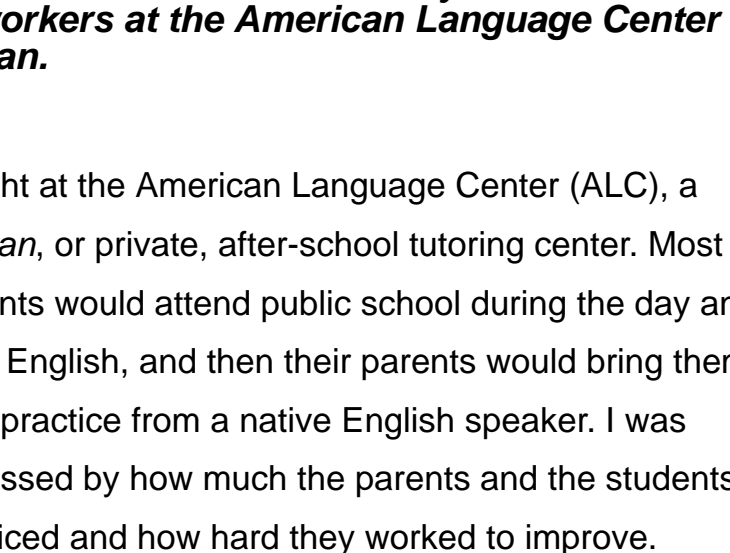 orkers at the American Language Center
an.
ht at the American Language Center (ALC), a
an, or private, after-school tutoring center. Most
nts would attend public school during the day an
English, and then their parents would bring them
practice from a native English speaker. I was
ssed by how much the parents and the students
iced and how hard they worked to improve.